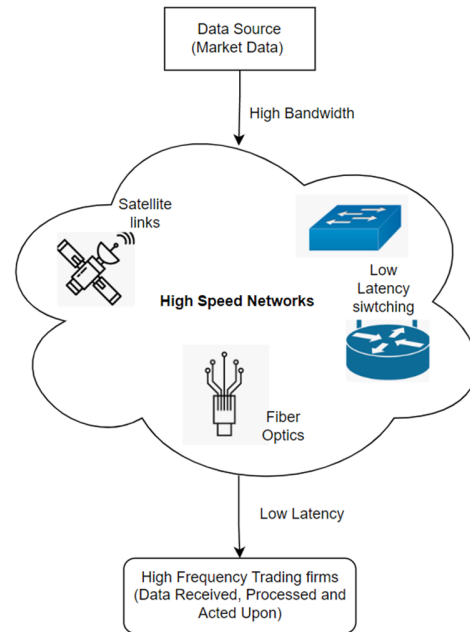 Data Source
(Market Data)
High Bandwidth
Satellite
links
Low
Latency
siwtching
High Speed Networks
Fiber
Optics
Low Latency
High Frequency Trading firms
(Data Received, Processed and
Acted Upon)